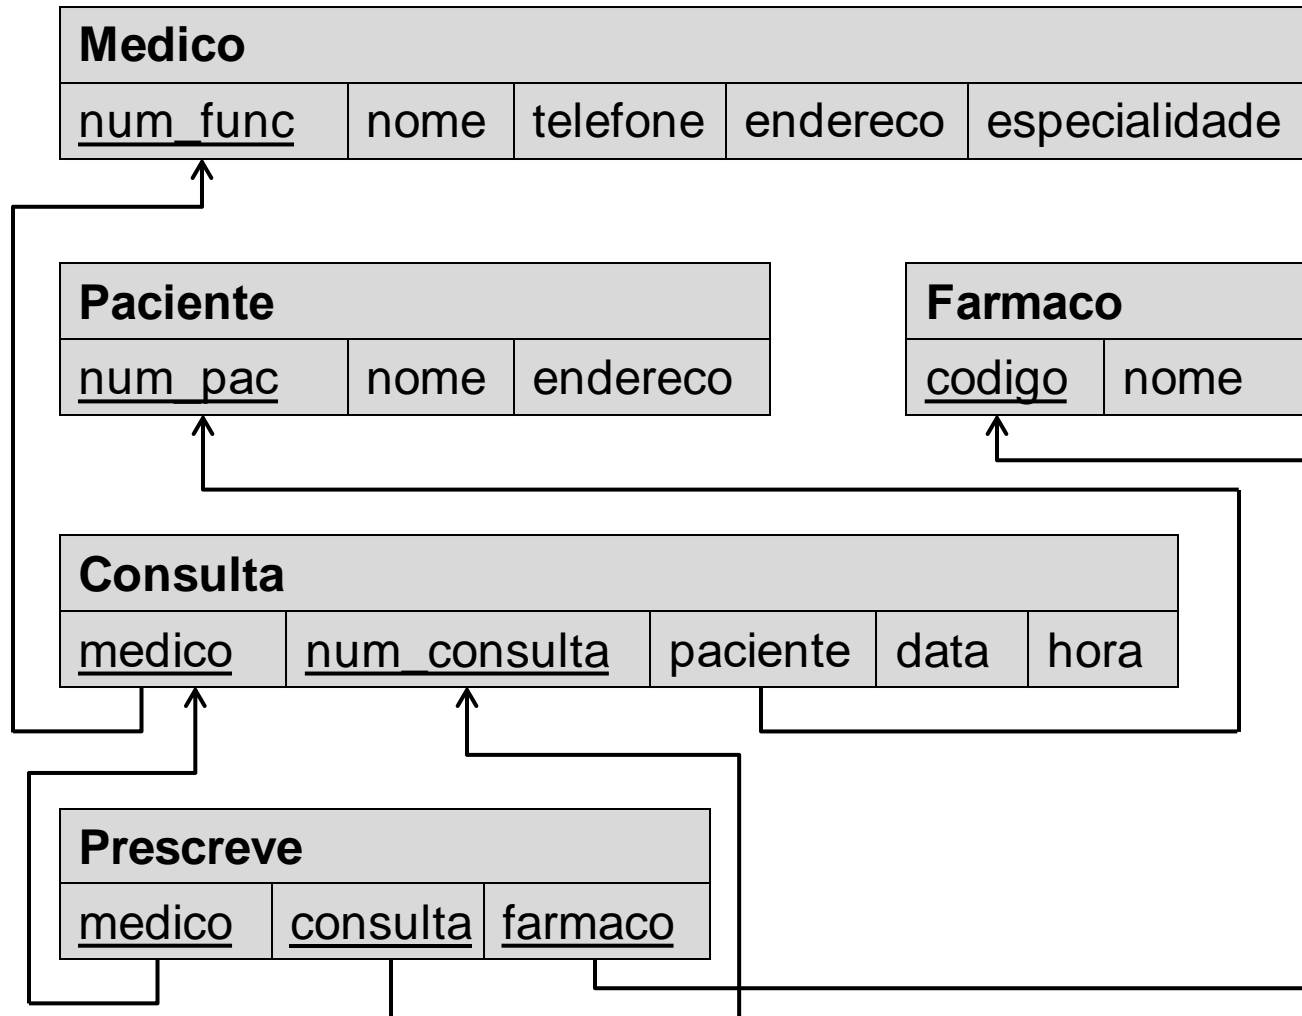 Medico
num_func nome telefone endereco especialidade
Paciente
num_pac nome endereco
Farmaco
codigo nome
Consulta
medico num_consulta paciente data hora
Prescreve
medico consulta farmaco